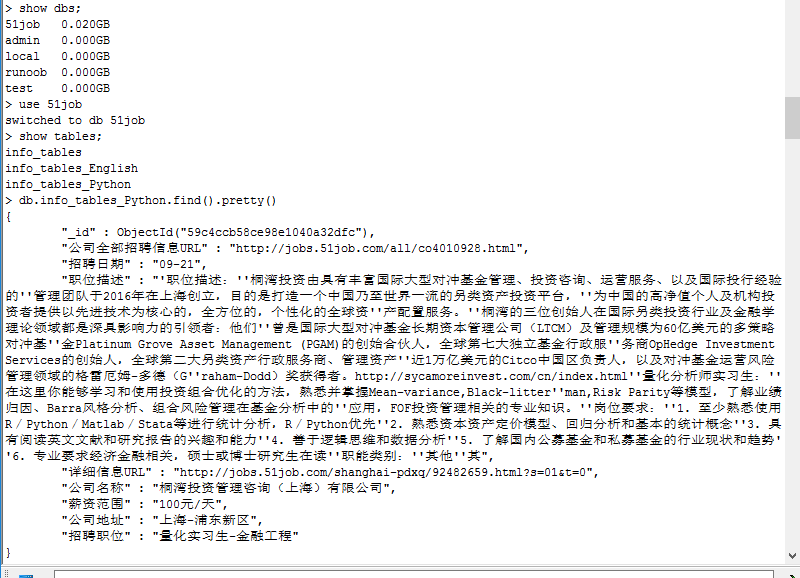 > show dbs;
51job   0.020GB
admin   0.000GB
local   0.000GB
runoob  0.000GB
test    0.000GB
> use 51job
switched to db 51job
> show tables;
info_tables
info_tables_English
info_tables_Python
> db.info_tables_Python.find().pretty()
{
"_id" : ObjectId("59c4ccb58ce98e1040a32dfc"),
"公司全部招聘信息URL" : "http://jobs.51job.com/all/co4010928.html",
"招聘日期" : "09-21",
"职位描述" : "'职位描述: ''桐湾投资由具有丰富国际大型对冲基金管理、投资咨询、运营服务、以及国际投行经验
的''管理团队于2016年在上海创立，目的是打造一个中国乃至世界一流的另类资产投资平台，''为中国的高净值个人及机构投
资者提供以先进技术为核心的，全方位的，个性化的全球资''产配置服务。''桐湾的三位创始人在国际另类投资行业及金融学
理论领域都是深具影响力的引领者: 他们''曾是国际大型对冲基金长期资本管理公司（LTCM）及管理规模为60亿美元的多策略
对冲基''金Platinum Grove Asset Management (PGAM)的创始合伙人，全球第七大独立基金行政服''务商OpHedge Investment
Services的创始人，全球第二大另类资产行政服务商、管理资产''近1万亿美元的Citco中国区负责人，以及对冲基金运营风险
管理领域的格雷厄姆-多德（G''raham-Dodd）奖获得者。http://sycamoreinvest.com/cn/index.html''量化分析师实习生: ''
在这里你能够学习和使用投资组合优化的方法，熟悉并掌握Mean-variance,Black-litter''man,Risk Parity等模型，了解业绩
归因、Barra风格分析、组合风险管理在基金分析中的''应用，FOF投资管理相关的专业知识。''岗位要求: ''1. 至少熟悉使用
R／Python／Matlab／Stata等进行统计分析，R／Python优先''2. 熟悉资本资产定价模型、回归分析和基本的统计概念''3. 具
有阅读英文文献和研究报告的兴趣和能力''4. 善于逻辑思维和数据分析''5. 了解国内公募基金和私募基金的行业现状和趋势'
'6. 专业要求经济金融相关，硕士或博士研究生在读''职能类别: ''其他''其",
"详细信息URL" : "http://jobs.51job.com/shanghai-pdxq/92482659.html?s=01&t=0",
"公司名称" : "桐湾投资管理咨询（上海）有限公司",
"薪资范围" : "100元/天",
"公司地址" : "上海-浦东新区",
"招聘职位" : "量化实习生-金融工程"
}